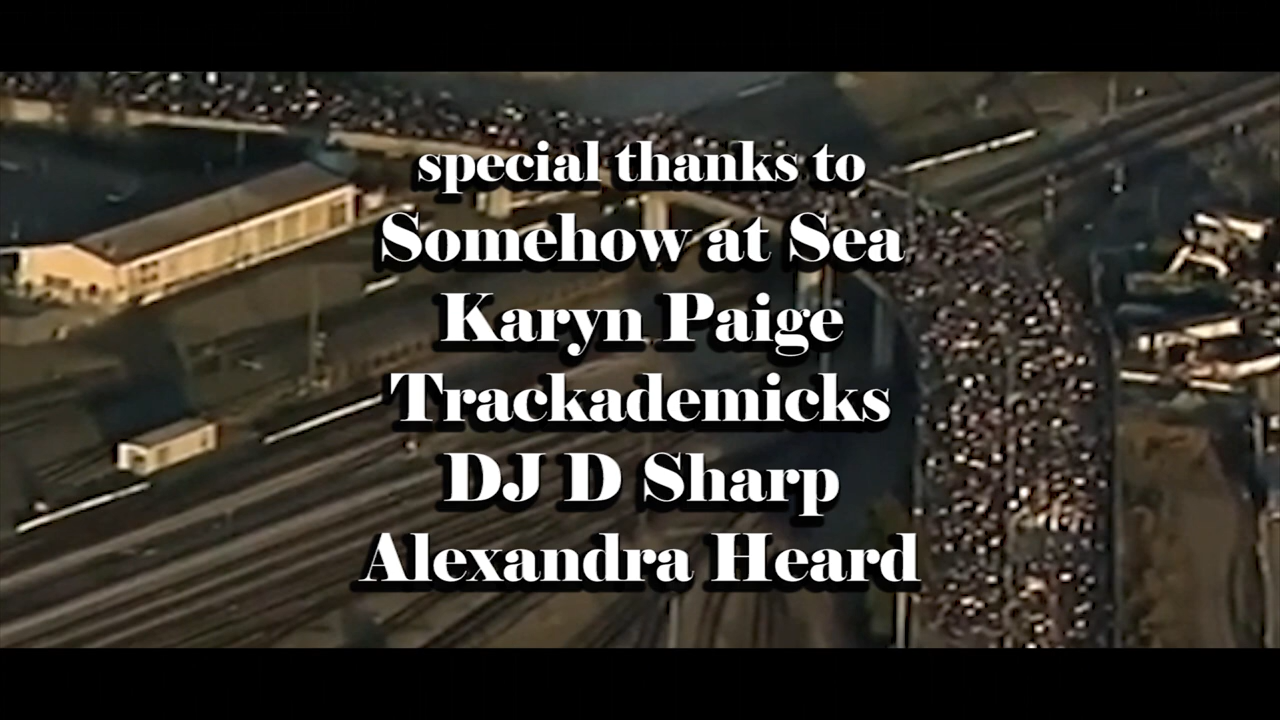 special thanks to
Somehow at Sea
Karyn Paige
Trackademicks
DJ D Sharp
Alexandra Heard